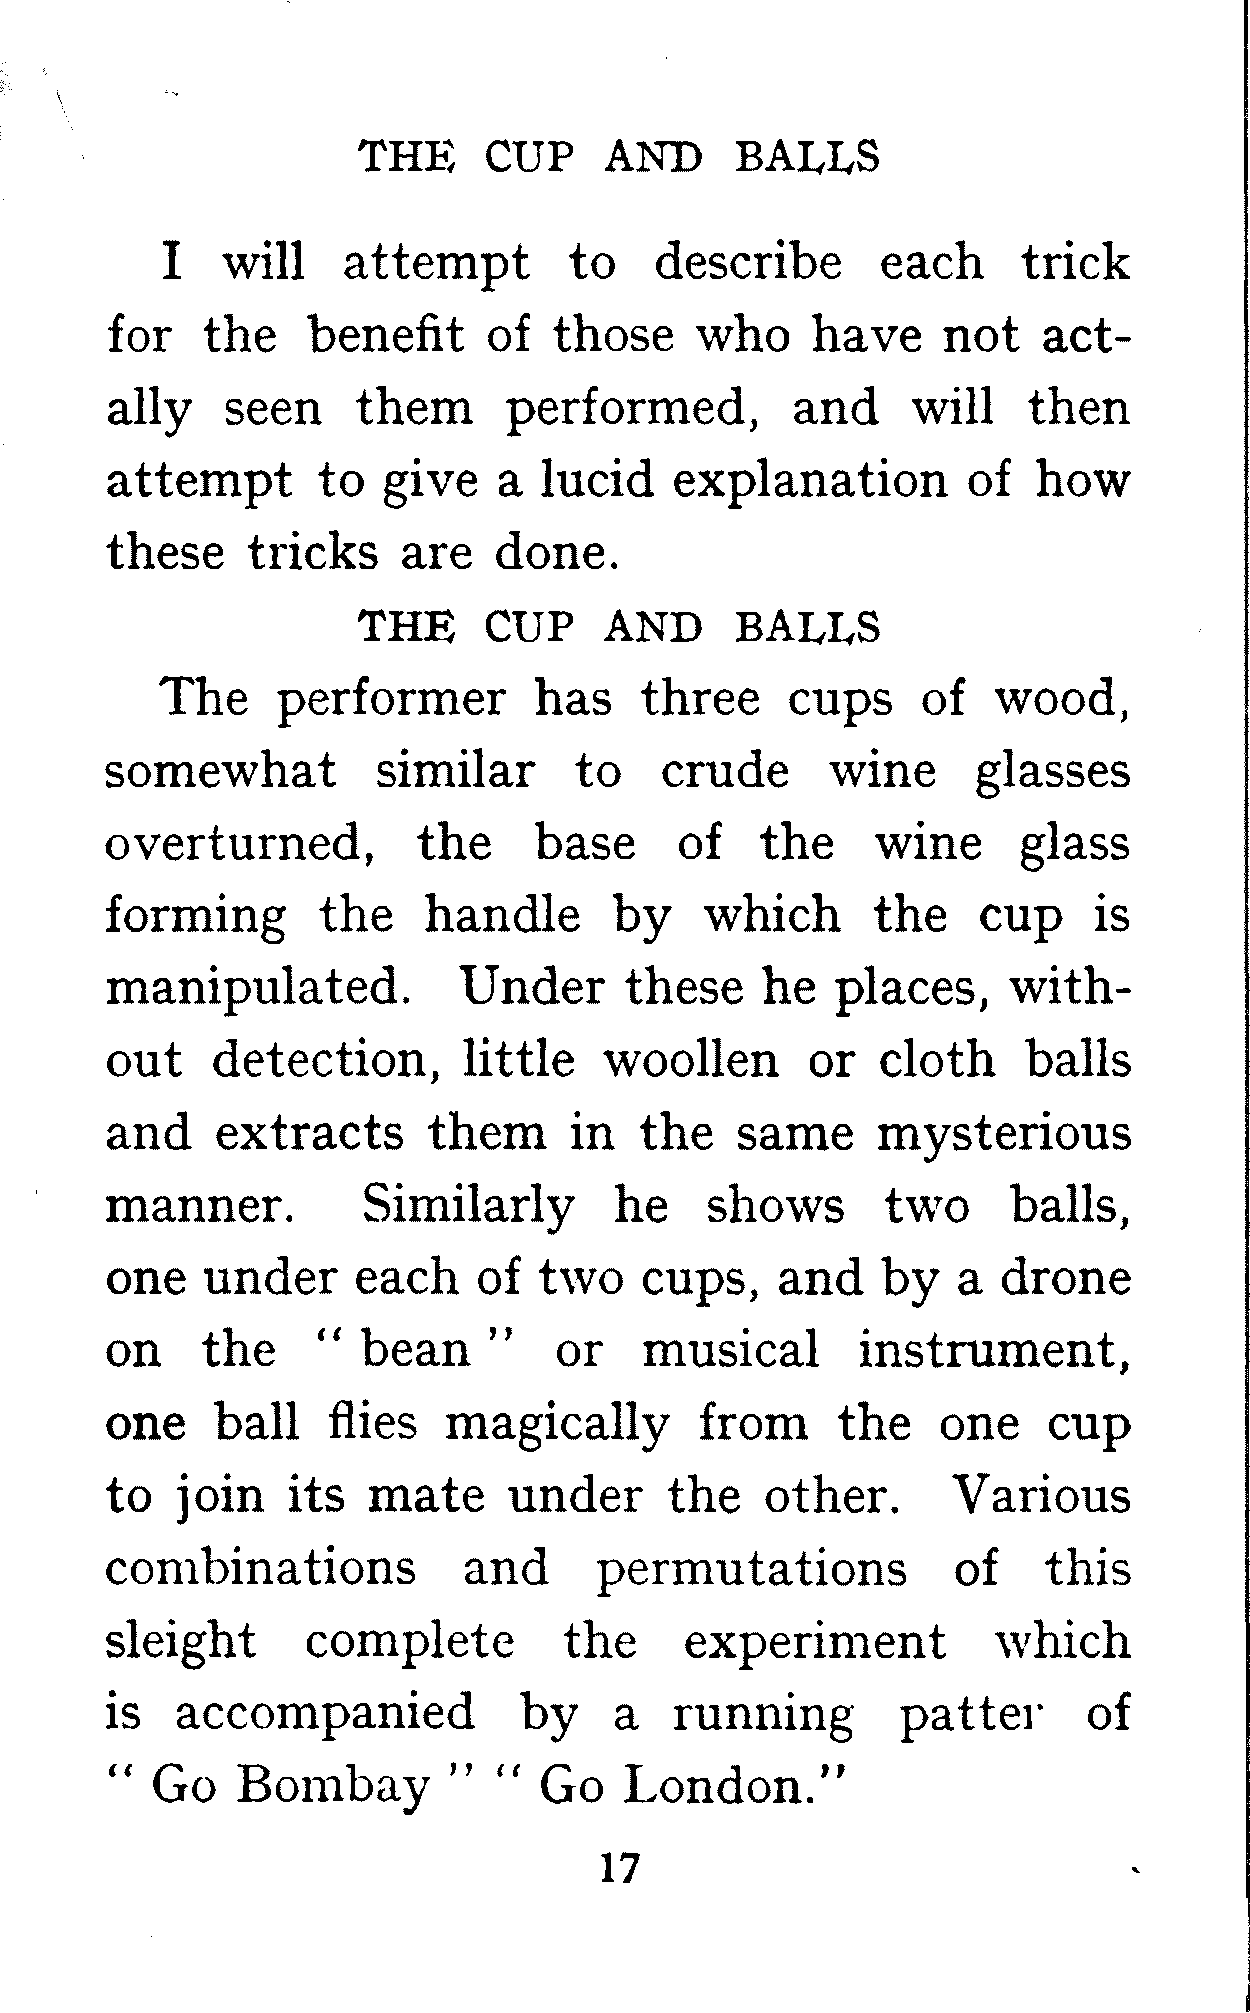 THE CUP AND BALLS
I will attempt to describe each trick
for the benefit of those who have not act-
ally seen them performed, and will then
attempt to give a lucid explanation of how
these tricks are done.
THE CUP AND BALLS
The performer has three cups of wood,
somewhat similar to crude wine glasses
overturned, the base of the wine glass
forming the handle by which the cup is
manipulated. Under these he places, with-
out detection, little woollen or cloth balls
and extracts them in the same mysterious
manner. Similarly he shows two balls,
one under each of two cups, and by a drone
on the " bean " or musical instrument,
one ball flies magically from the one cup
to join its mate under the other. Various
combinations and permutations of this
sleight complete the experiment which
is accompanied by a running patter of
" Go Bombay " " Go London."
17